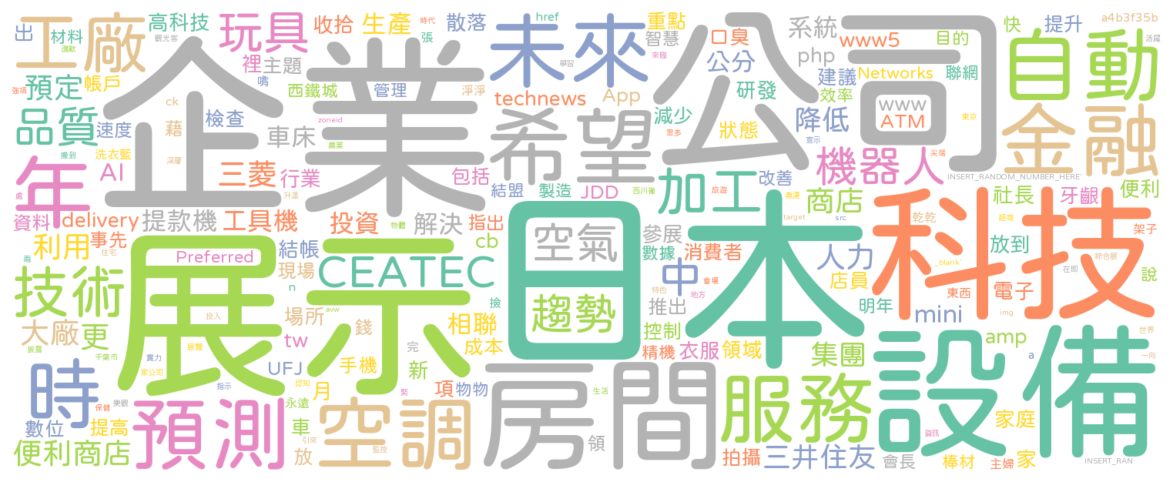 工廠
企業
公司
未來
日本
展示
科技
設備
房間
希望
自動
金融
技術
品質
年
時
預測
空調
服務
CEATEC
空氣
趨勢
加工
機器人
玩具
出
材料
高科技
收拾
生產
散落
裡
主題
預定
帳戶
西鐵城
管理
淨淨
重點
智慧
口臭
公分
系統
php
www5
目的
快
提升
a4b3f35b
建議
Networks
效率
聯網
technews
App
研發
減少
狀態
降低
www
ATM
速度
ck
藉
檢查
洗衣籃
車床
zoneid
AI
三菱
行業
包括
結盟
製造
JDD
改善
商店
社長
牙齦
便利
INSERT_RANDOM_NUMBER_HERE'
資料
delivery
提款機
工具機
投資
解決
指出
利用
事先
Preferred
結帳
現場
n
cb
中
參展
數據
消費者
人力
店員
乾乾
放到
架子
說
電子
東西
明年
mini
大廠
更
tw
場所
錢
相聯
成本
推出
控制
精機
衣服
領域
集團
amp
a
UFJ
手機
新
月
項
物物
數位
提高
永遠
車
放
領
便利商店
拍攝
三井住友
會長
棒材
主婦
家
家庭
INSERT_RAN
href
src
img
target
_blank'
生活